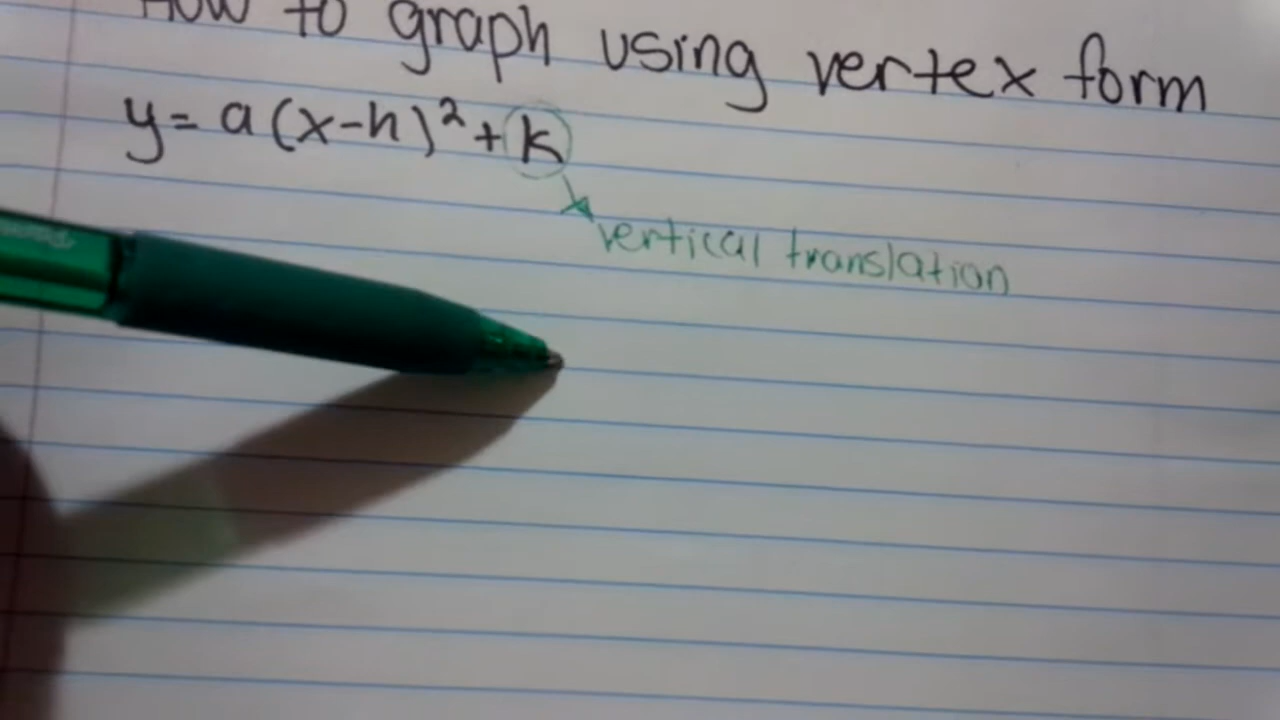 How to graph using vertex form
y = a(x-h)² + k
vertical translation